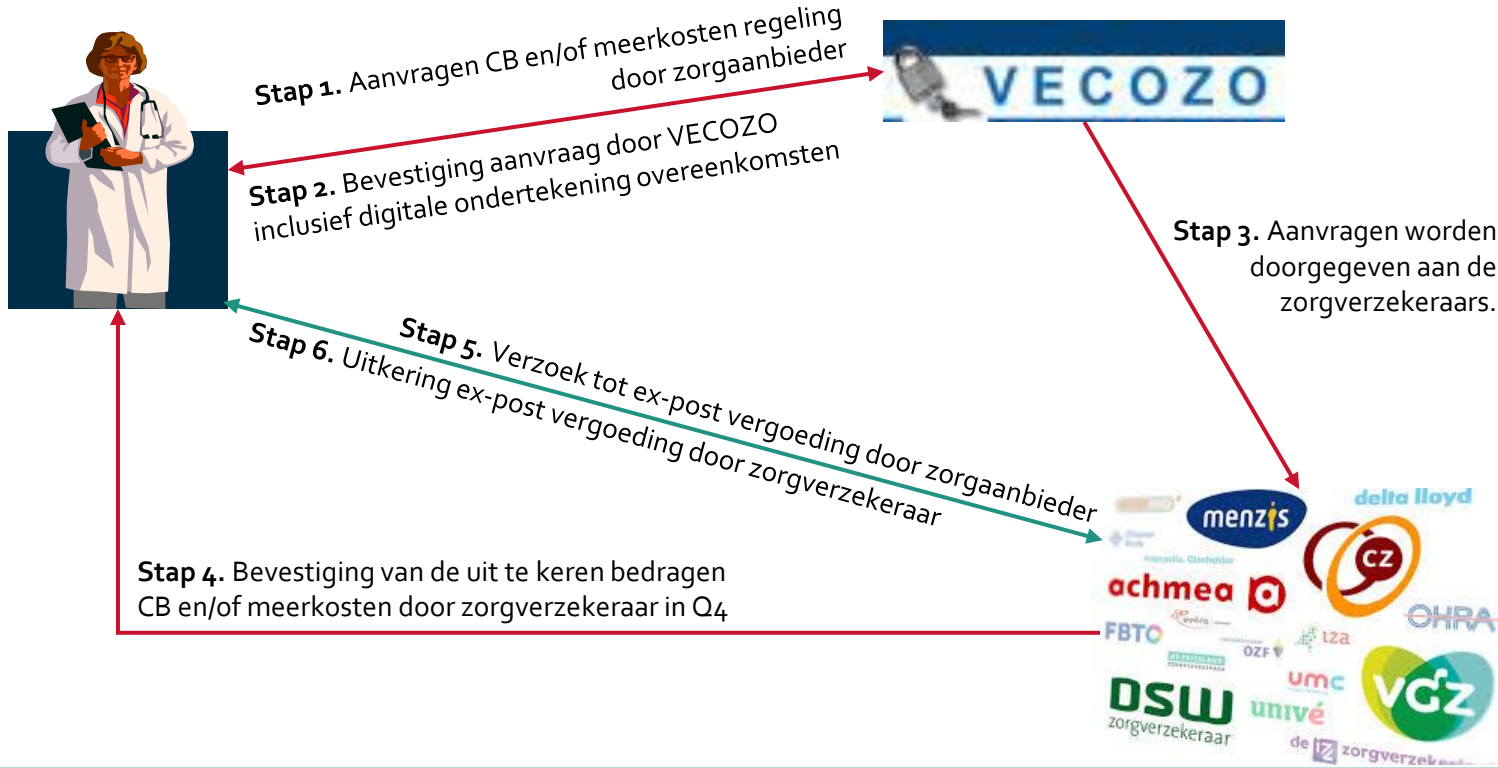 Stap 1. Aanvragen CB en/of meerkosten regeling
door zorgaanbieder
VECOZO
Stap 2. Bevestiging aanvraag door VECOZO
inclusief digitale ondertekening overeenkomsten
Stap 3. Aanvragen worden
doorgegeven aan de
zorgverzekeraars.
Stap 5. Verzoek tot ex-post vergoeding door zorgaanbieder
Stap 6. Uitkering ex-post vergoeding door zorgverzekeraar
Stap 4. Bevestiging van de uit te keren bedragen
CB en/of meerkosten door zorgverzekeraar in Q4
delta lloyd
menzis
CZ
achmea
OHRA
FBTO
OZF
iza
umc
VGZ
DSW
zorgverzekeraar
univé
de